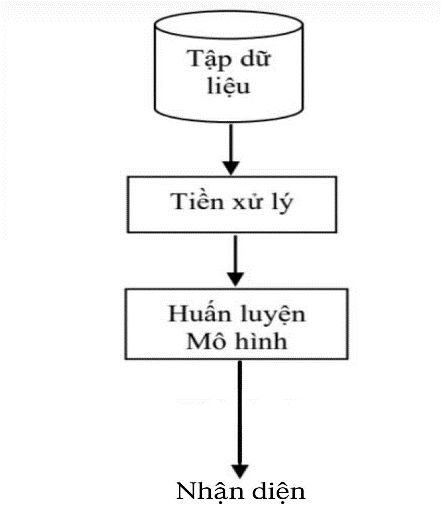 Tập dữ
liệu
Tiền xử lý
Huấn luyện
Mô hình
Nhận diện